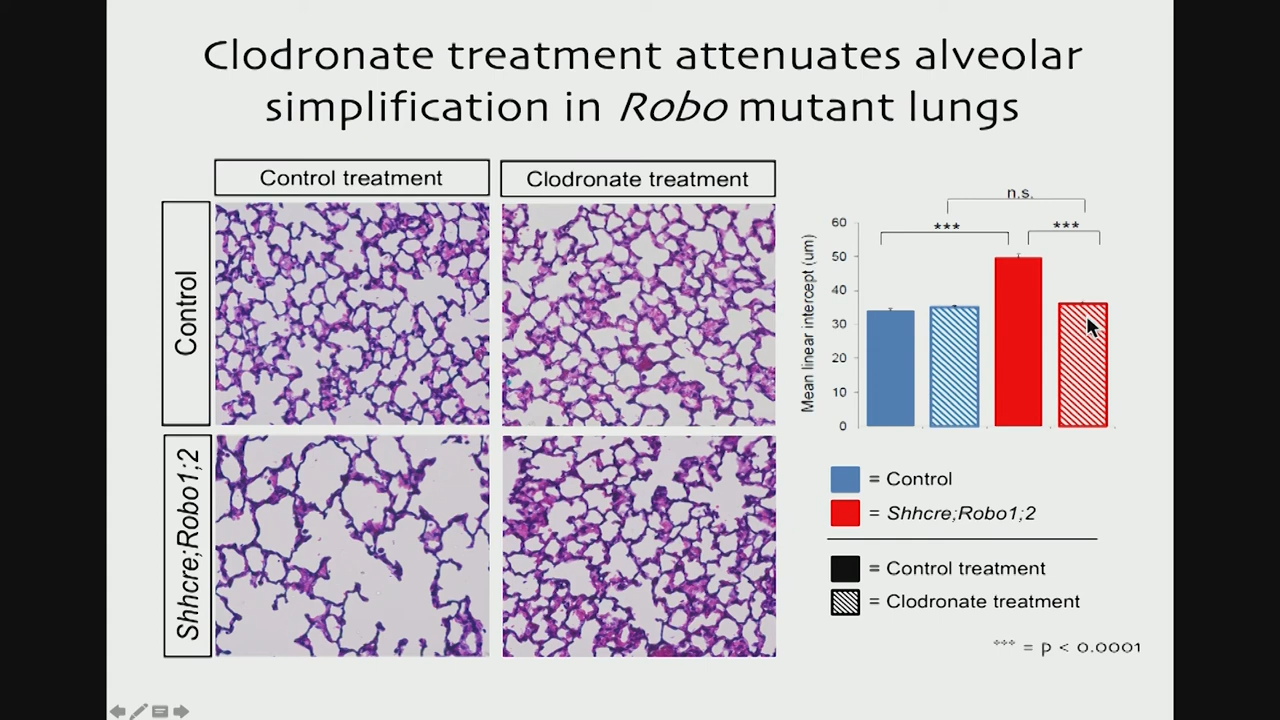 Clodronate treatment attenuates alveolar
simplification in Robo mutant lungs
Control treatment
Clodronate treatment
Control
Shhcre;Robo1;2
n.s.
***
***
Mean linear intercept (um)
60
50
40
30
20
10
0
= Control
= Shhcre;Robo1;2
= Control treatment
= Clodronate treatment
*** = p < 0.0001